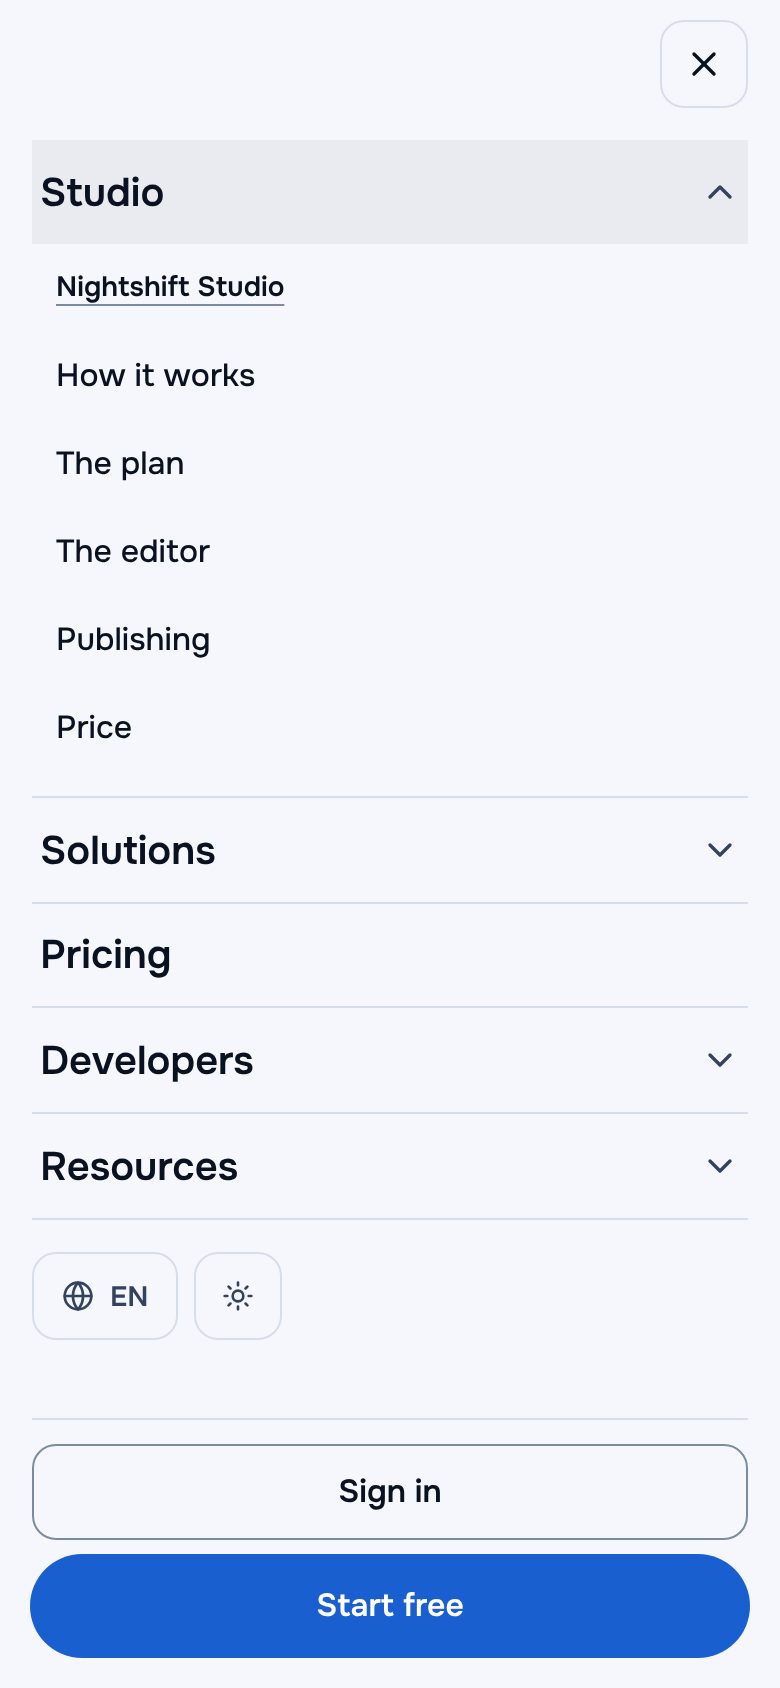 Studio
Nightshift Studio
How it works
The plan
The editor
Publishing
Price
Solutions
Pricing
Developers
Resources
EN
Sign in
Start free